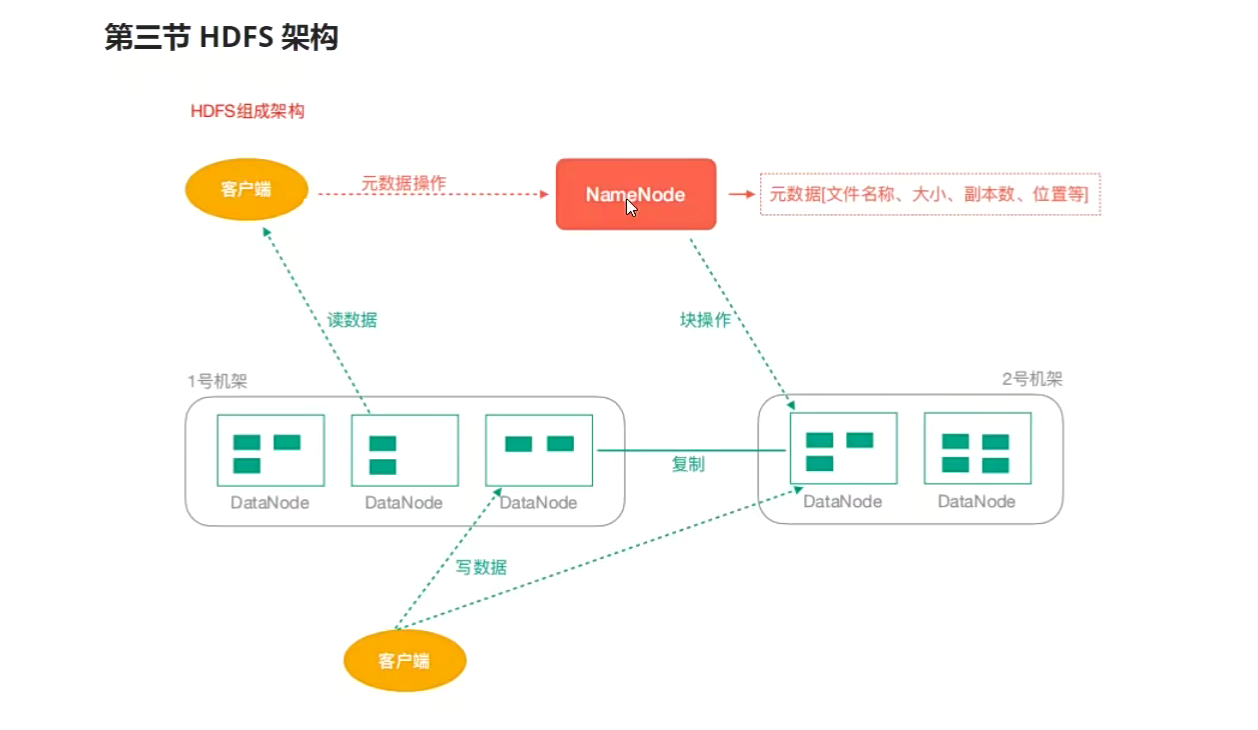 第三节 HDFS 架构
HDFS组成架构
客户端
元数据操作
NameNode
元数据[文件名称、大小、副本数、位置等]
读数据
块操作
1号机架
2号机架
DataNode
DataNode
DataNode
复制
DataNode
DataNode
写数据
客户端